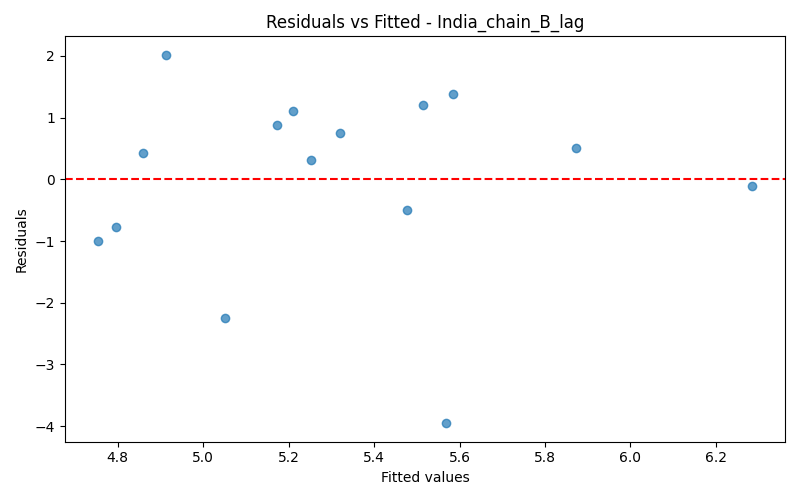 Residuals vs Fitted - India_chain_B_lag
2
1
0
−1
−2
−3
−4
Residuals
4.8 5.0 5.2 5.4 5.6 5.8 6.0 6.2
Fitted values